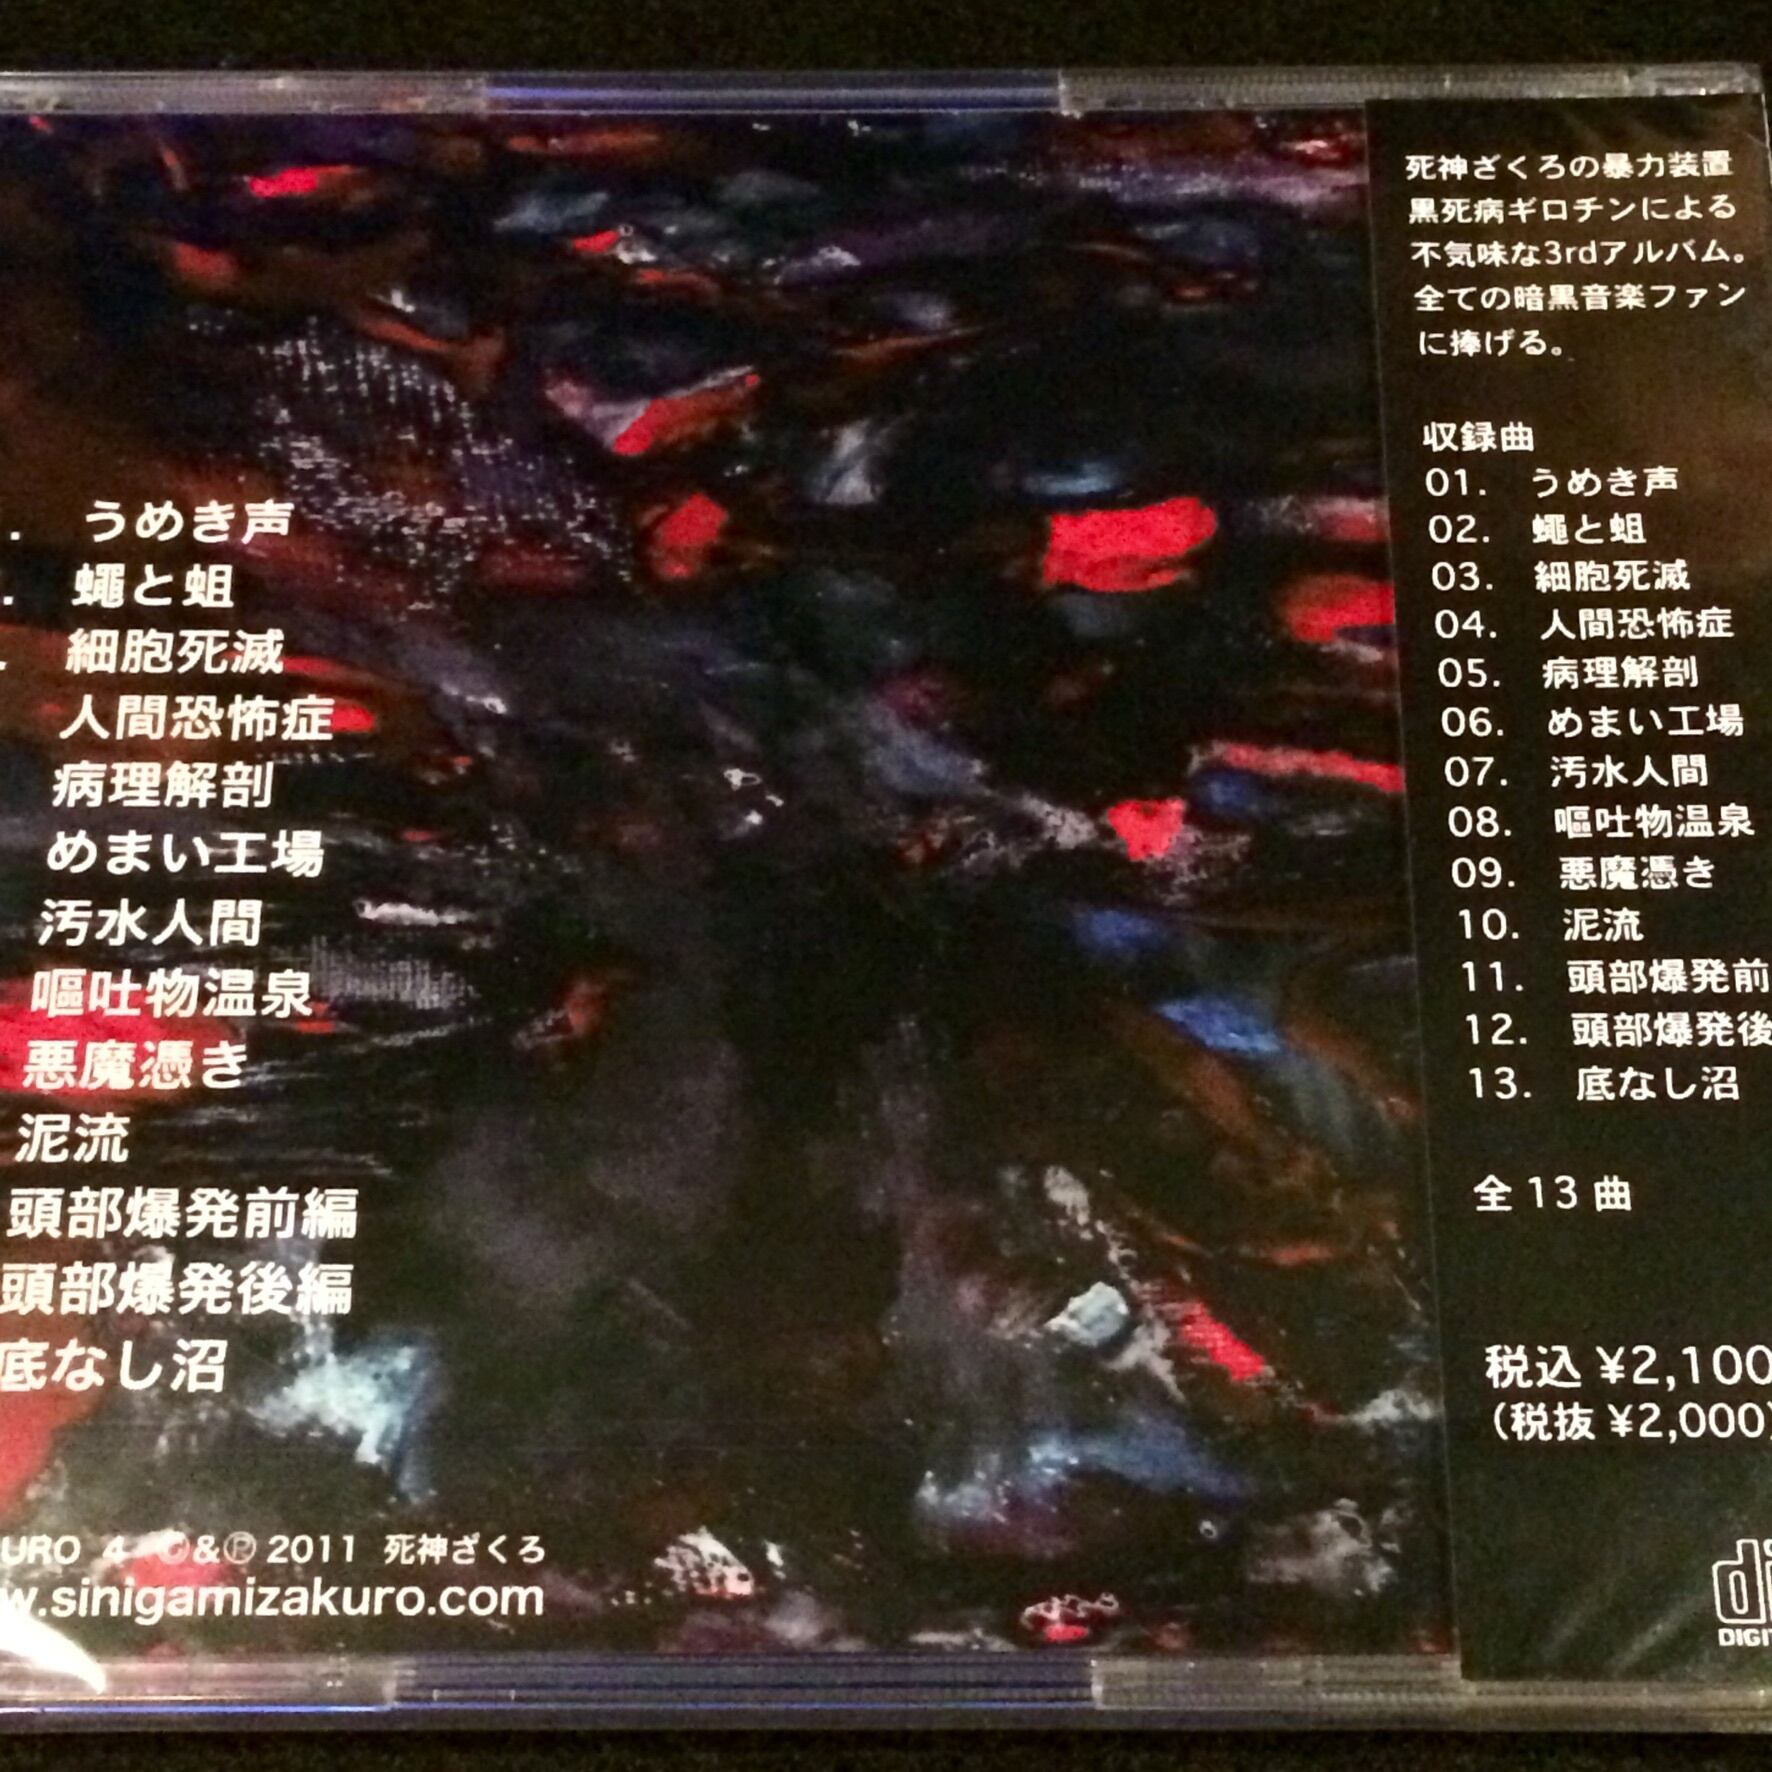 うめき声
蠅と蛆
細胞死滅
人間恐怖症
病理解剖
めまい工場
汚水人間
嘔吐物温泉
悪魔憑き
泥流
頭部爆発前編
頭部爆発後編
底なし沼
URO 4 ©&℗ 2011 死神ざくろ
w.sinigamizakuro.com
死神ざくろの暴力装置
黒死病ギロチンによる
不気味な3rdアルバム。
全ての暗黒音楽ファン
に捧げる。
収録曲
01. うめき声
02. 蠅と蛆
03. 細胞死滅
04. 人間恐怖症
05. 病理解剖
06. めまい工場
07. 汚水人間
08. 嘔吐物温泉
09. 悪魔憑き
10. 泥流
11. 頭部爆発前
12. 頭部爆発後
13. 底なし沼
全 13 曲
税込 ¥2,100
(税抜 ¥2,000)
di
DIGIT